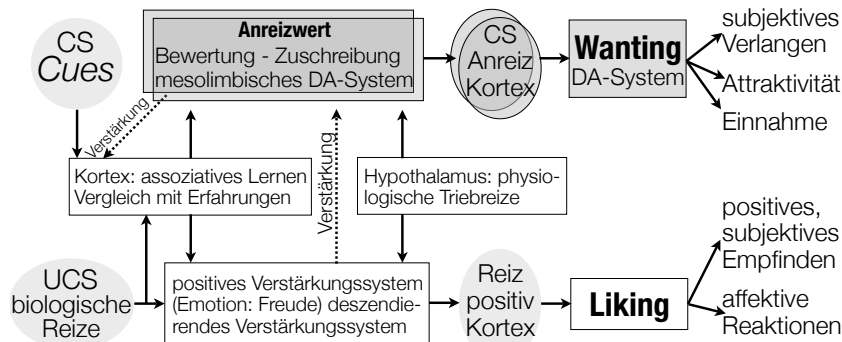 CS
Cues
Anreizwert
Bewertung - Zuschreibung
mesolimbisches DA-System
CS
Anreiz
Kortex
Wanting
DA-System
subjektives
Verlangen
Attraktivität
Einnahme
Verstärkung
Kortex: assoziatives Lernen
Vergleich mit Erfahrungen
Verstärkung
Hypothalamus: physio-
logische Triebreize
UCS
biologische
Reize
positives Verstärkungssystem
(Emotion: Freude) deszendie-
rendes Verstärkungssystem
Reiz
positiv
Kortex
Liking
positives,
subjektives
Empfinden
affektive
Reaktionen